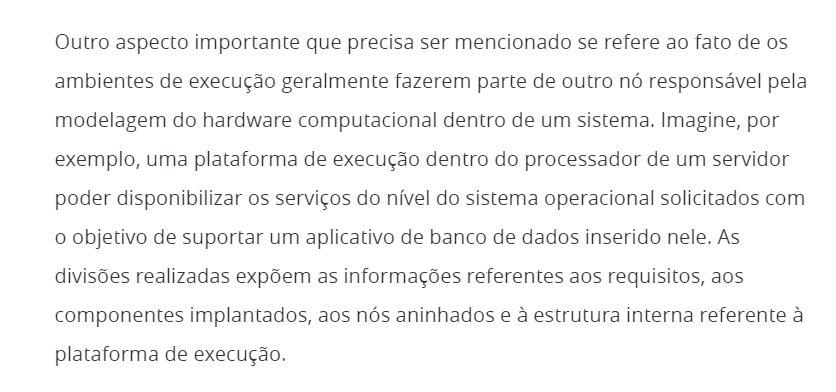 Outro aspecto importante que precisa ser mencionado se refere ao fato de os
ambientes de execução geralmente fazerem parte de outro nó responsável pela
modelagem do hardware computacional dentro de um sistema. Imagine, por
exemplo, uma plataforma de execução dentro do processador de um servidor
poder disponibilizar os serviços do nível do sistema operacional solicitados com
o objetivo de suportar um aplicativo de banco de dados inserido nele. As
divisões realizadas expõem as informações referentes aos requisitos, aos
componentes implantados, aos nós aninhados e à estrutura interna referente à
plataforma de execução.